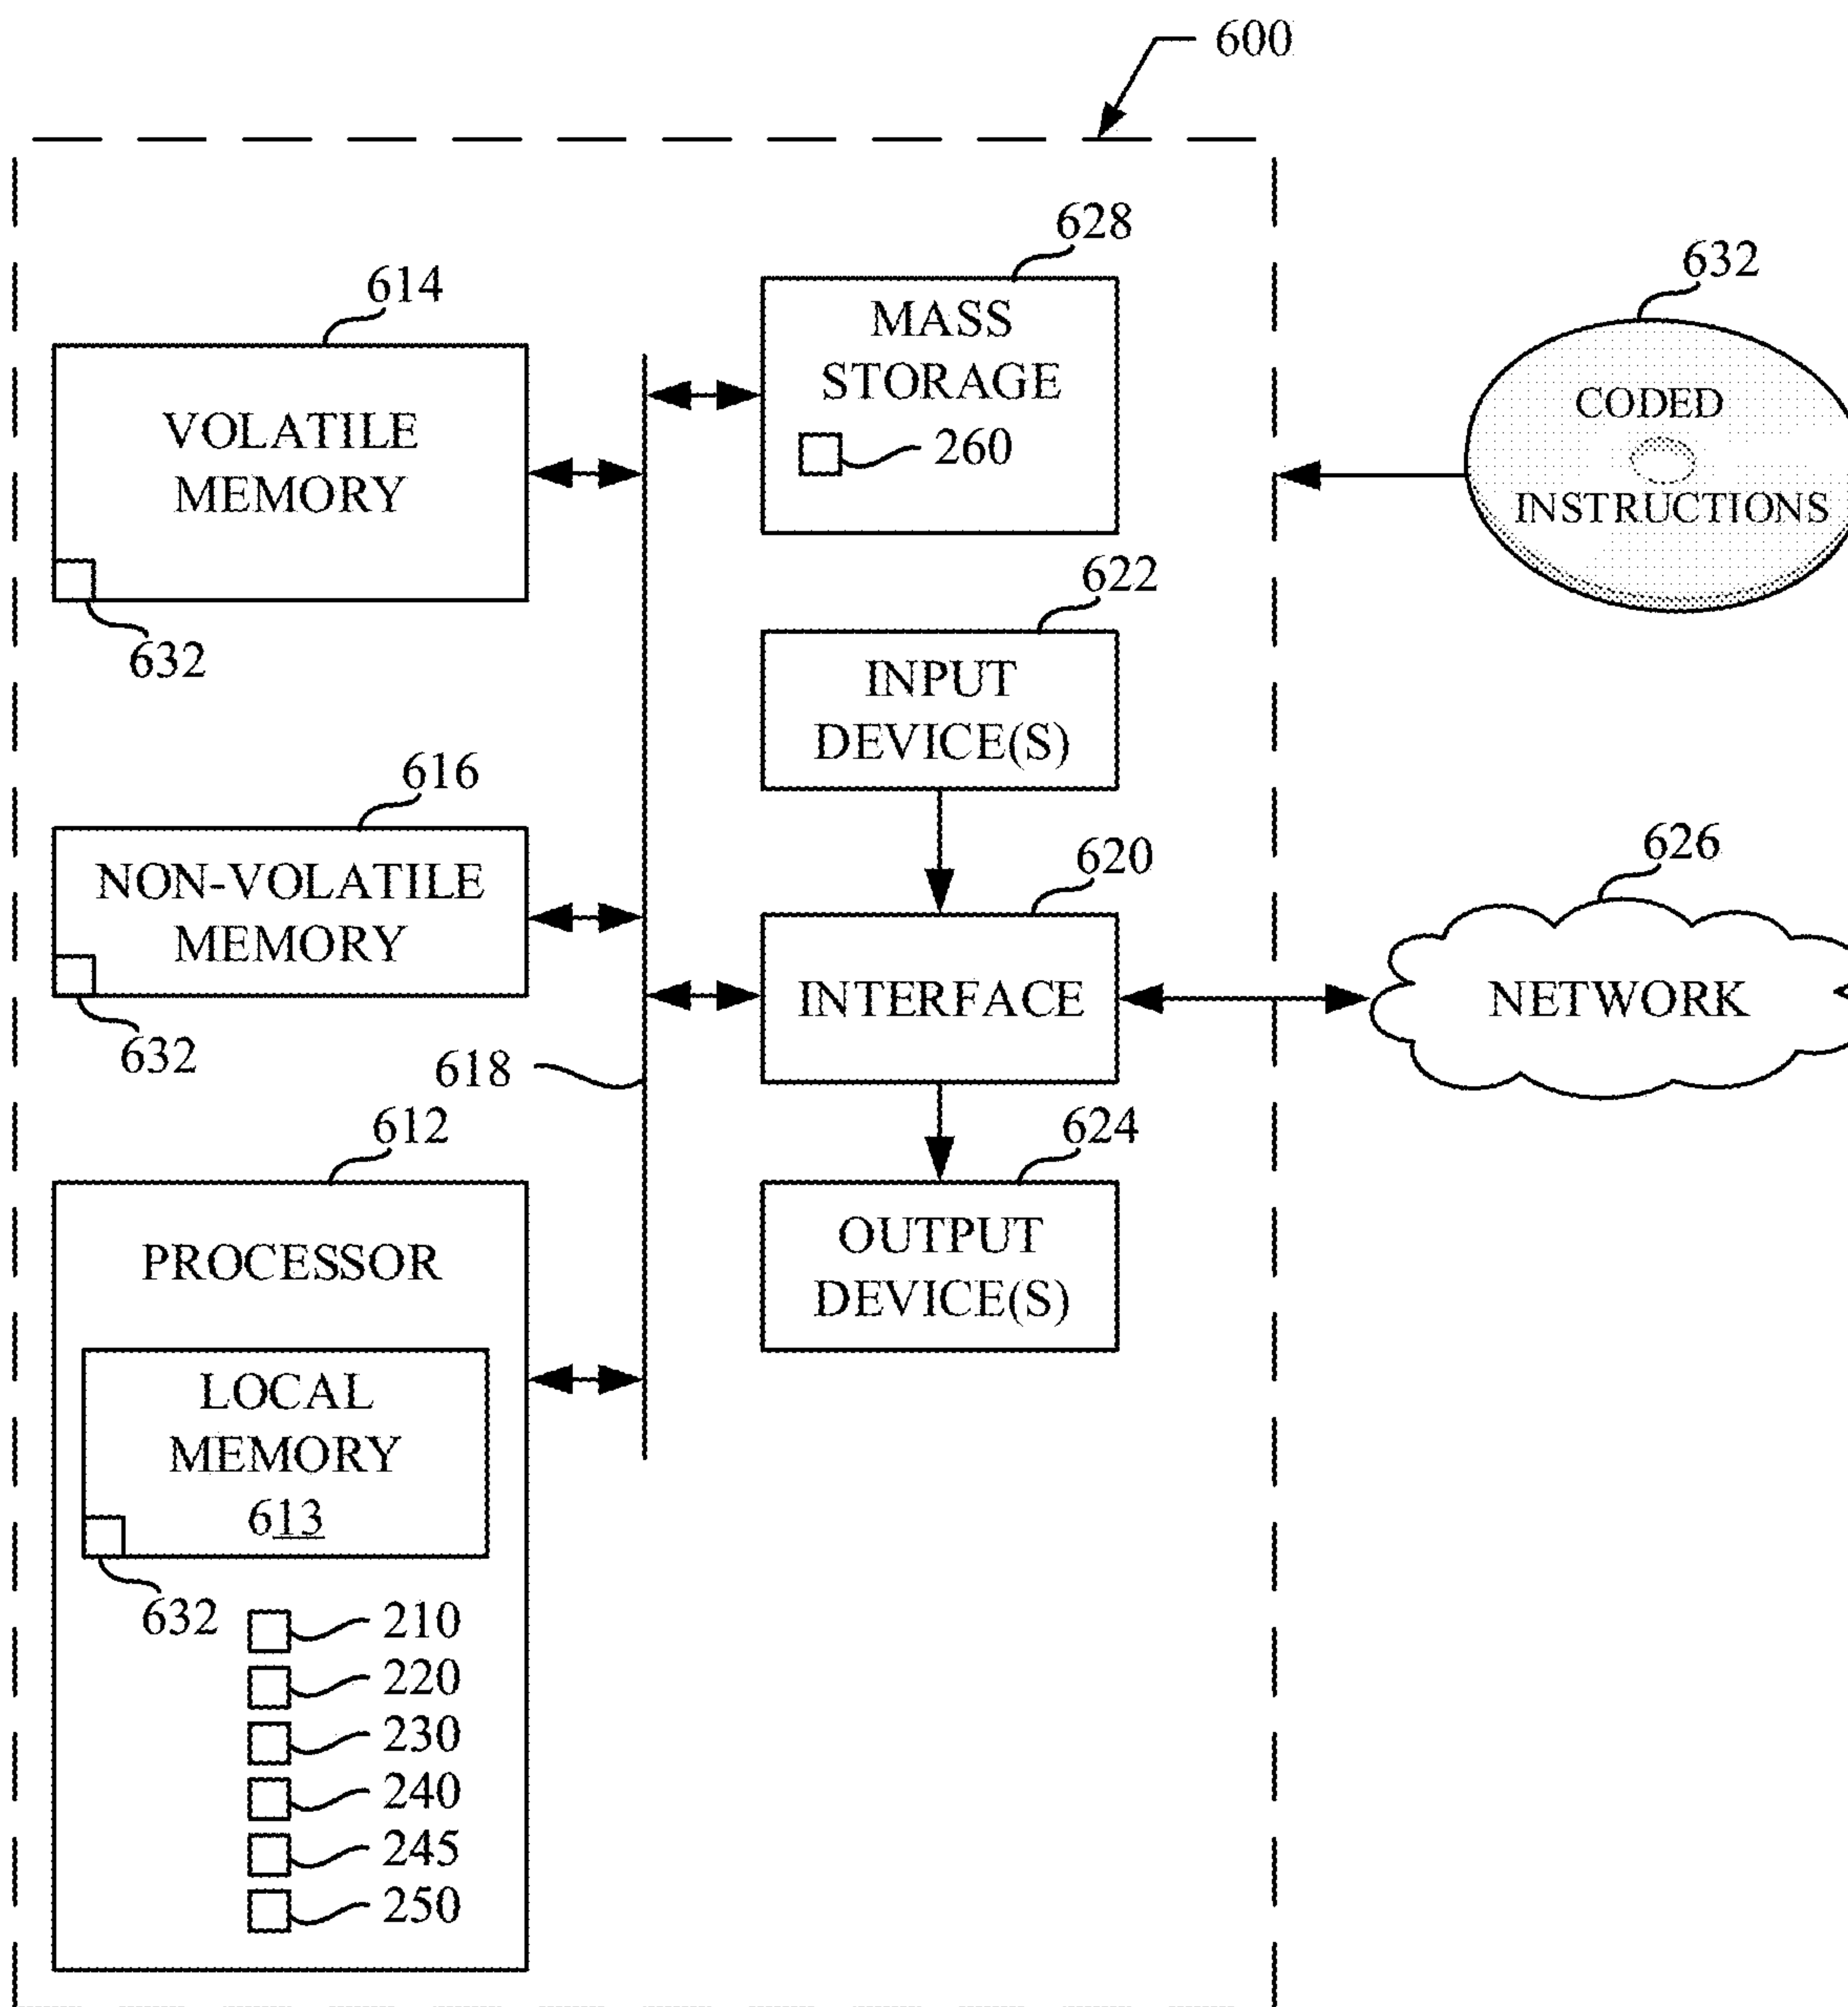 600
628
MASS
STORAGE
260
614
VOLATILE
MEMORY
632
632
CODED
INSTRUCTIONS
622
INPUT
DEVICE(S)
616
NON-VOLATILE
MEMORY
632
620
INTERFACE
626
NETWORK
618
612
PROCESSOR
624
OUTPUT
DEVICE(S)
LOCAL
MEMORY
613
632
210
220
230
240
245
250